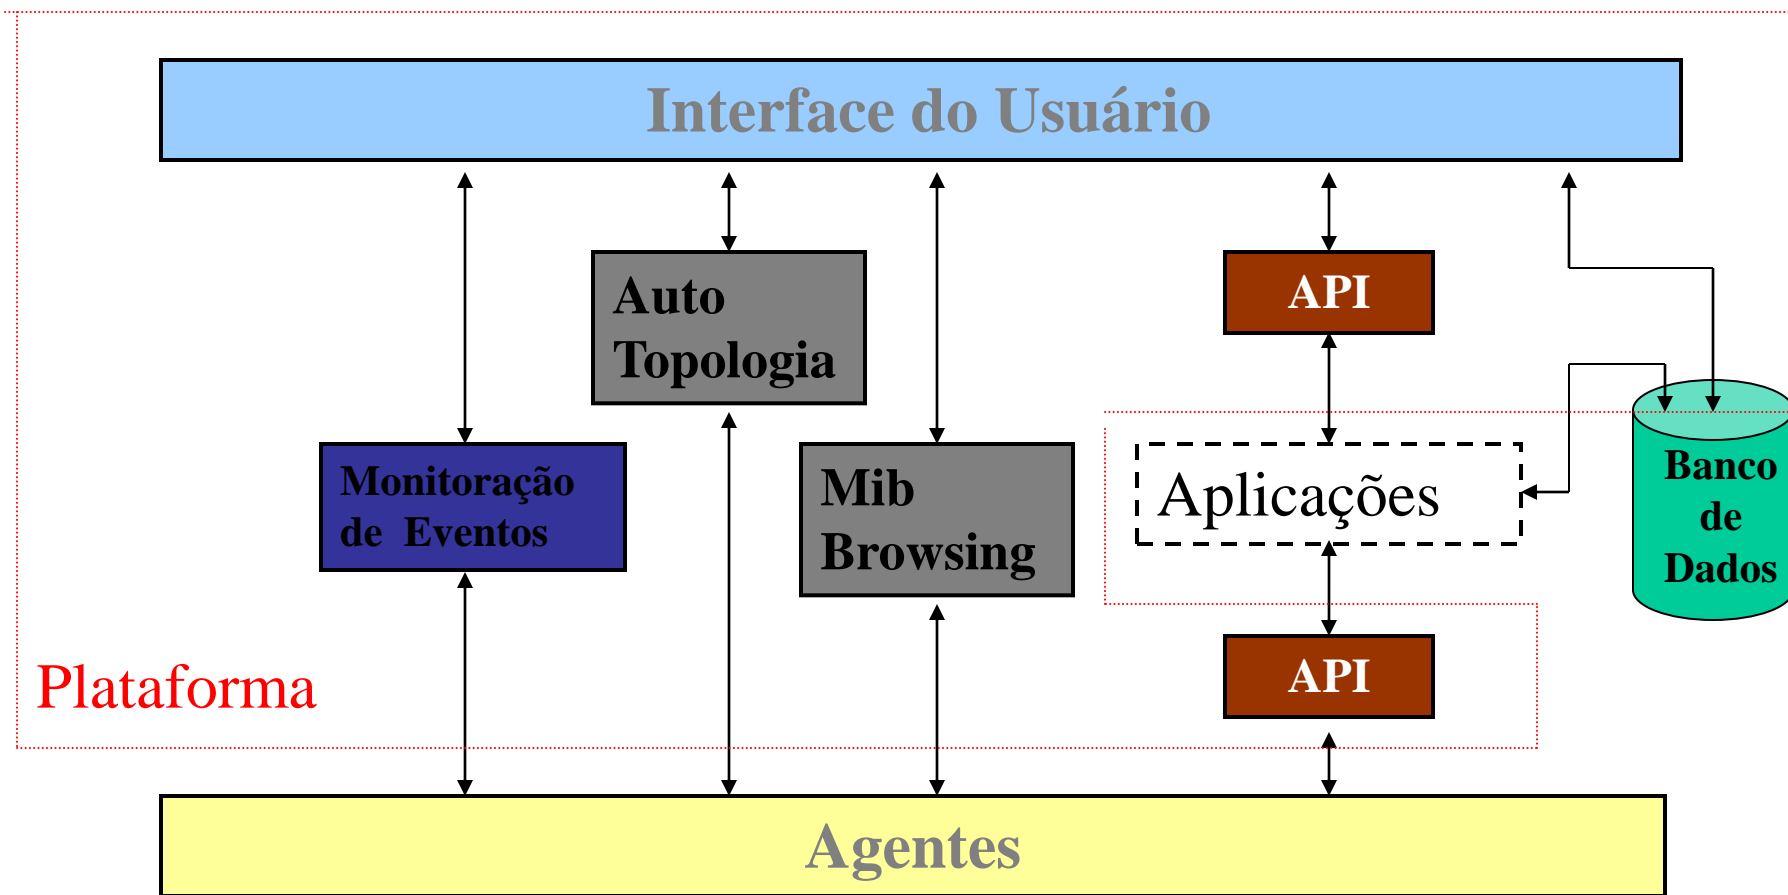 Interface do Usuário
Auto
Topologia
API
Monitoração
de Eventos
Mib
Browsing
Aplicações
Banco
de
Dados
Plataforma
API
Agentes